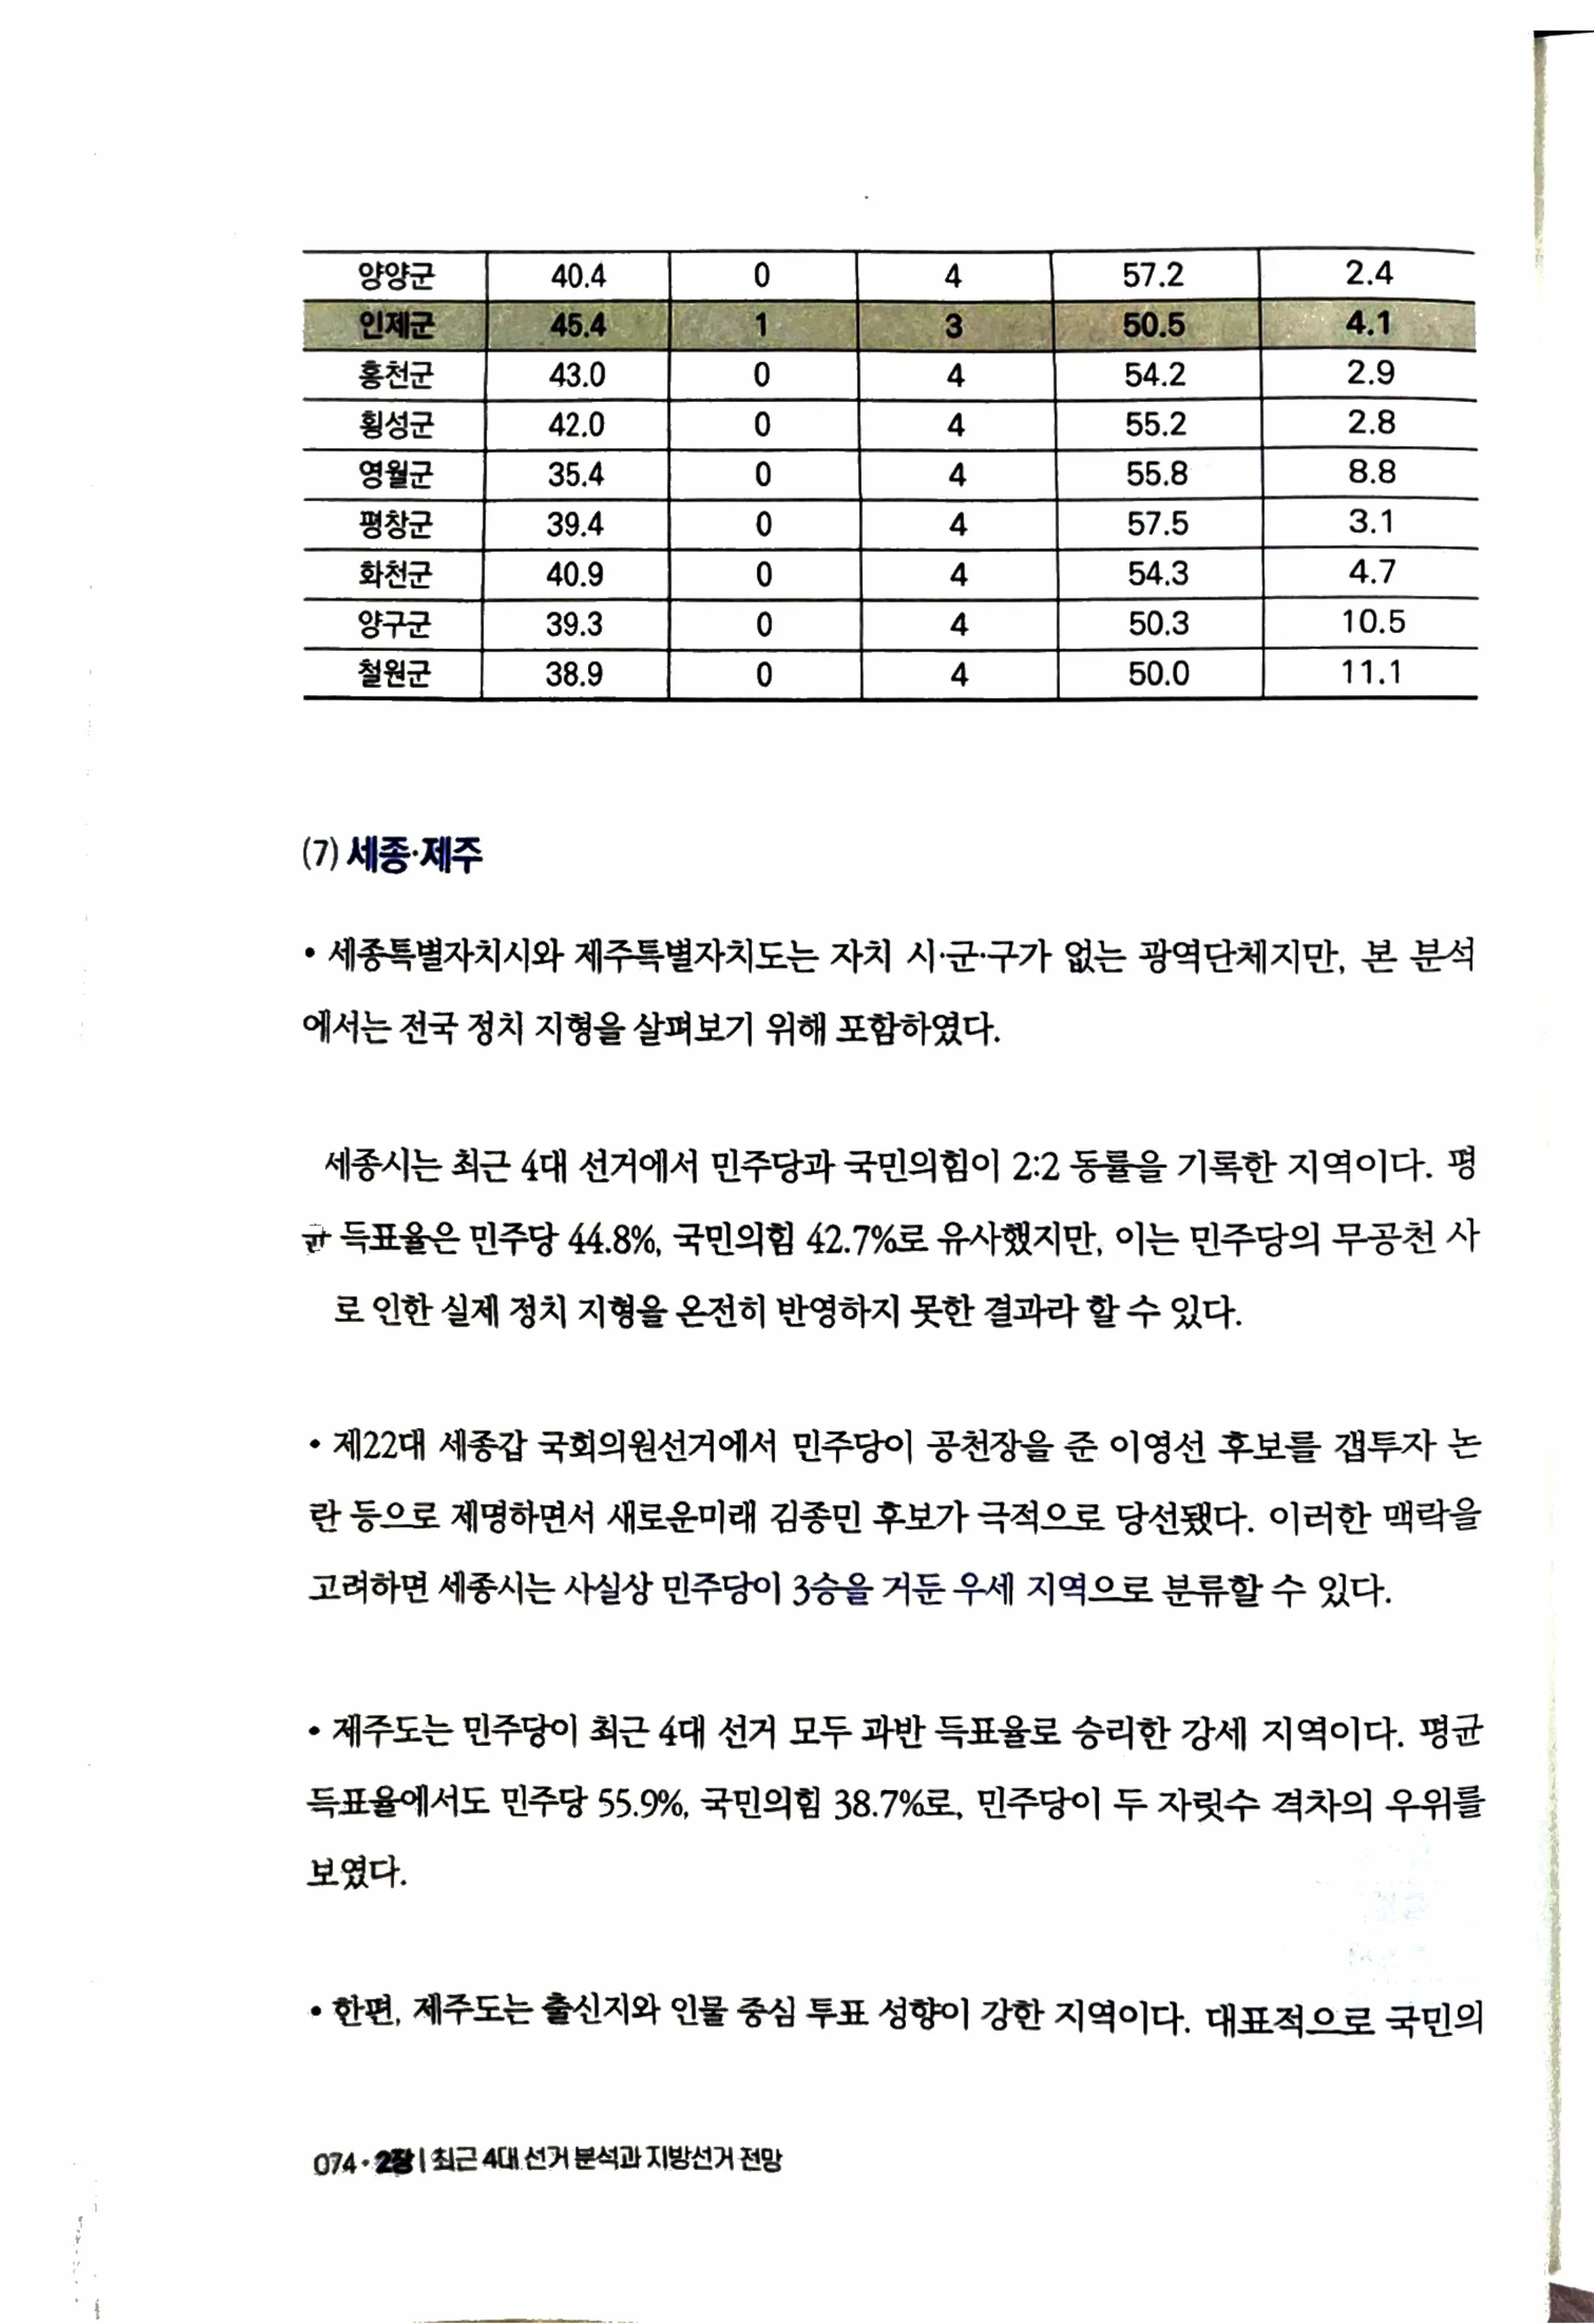 양양군 40.4 0 4 57.2 2.4
인제군 45.4 1 3 50.5 4.1
홍천군 43.0 0 4 54.2 2.9
횡성군 42.0 0 4 55.2 2.8
영월군 35.4 0 4 55.8 8.8
평창군 39.4 0 4 57.5 3.1
화천군 40.9 0 4 54.3 4.7
양구군 39.3 0 4 50.3 10.5
철원군 38.9 0 4 50.0 11.1
(7) 세종·제주
• 세종특별자치시와 제주특별자치도는 자치 시·군·구가 없는 광역단체지만, 본 분석
에서는 전국 정치 지형을 살펴보기 위해 포함하였다.
세종시는 최근 4대 선거에서 민주당과 국민의힘이 2:2 동률을 기록한 지역이다. 평
균 득표율은 민주당 44.8%, 국민의힘 42.7%로 유사했지만, 이는 민주당의 무공천 사
로 인한 실제 정치 지형을 온전히 반영하지 못한 결과라 할 수 있다.
• 제22대 세종갑 국회의원선거에서 민주당이 공천장을 준 이영선 후보를 갭투자 논
란 등으로 제명하면서 새로운미래 김종민 후보가 극적으로 당선됐다. 이러한 맥락을
고려하면 세종시는 사실상 민주당이 3승을 거둔 우세 지역으로 분류할 수 있다.
• 제주도는 민주당이 최근 4대 선거 모두 과반 득표율로 승리한 강세 지역이다. 평균
득표율에서도 민주당 55.9%, 국민의힘 38.7%로, 민주당이 두 자릿수 격차의 우위를
보였다.
• 한편, 제주도는 출신지와 인물 중심 투표 성향이 강한 지역이다. 대표적으로 국민의
074 • 2장 | 최근 4대 선거 분석과 지방선거 전망